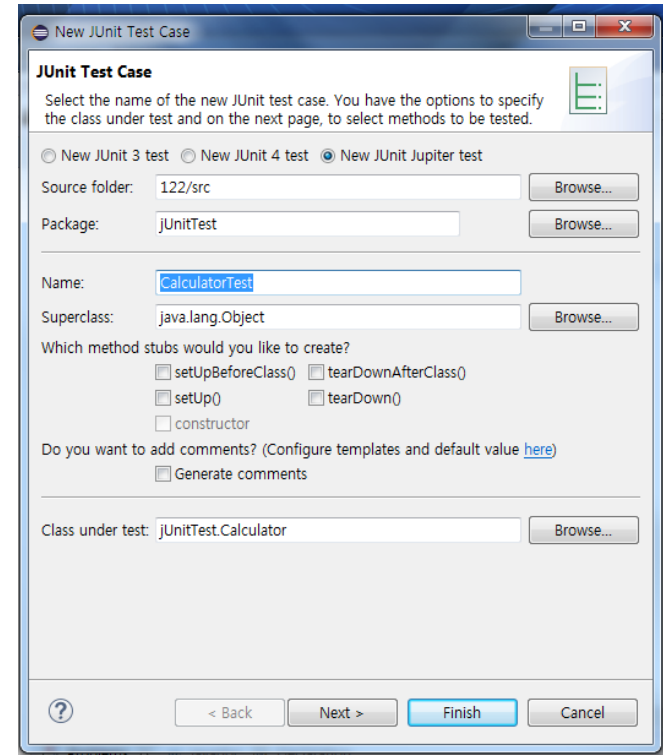 New JUnit Test Case
JUnit Test Case
Select the name of the new JUnit test case. You have the options to specify
the class under test and on the next page, to select methods to be tested.
New JUnit 3 test New JUnit 4 test New JUnit Jupiter test
Source folder: 122/src Browse...
Package: jUnitTest Browse...
Name: CalculatorTest
Superclass: java.lang.Object Browse...
Which method stubs would you like to create?
setUpBeforeClass() tearDownAfterClass()
setUp() tearDown()
constructor
Do you want to add comments? (Configure templates and default value here)
Generate comments
Class under test: jUnitTest.Calculator Browse...
? < Back Next > Finish Cancel